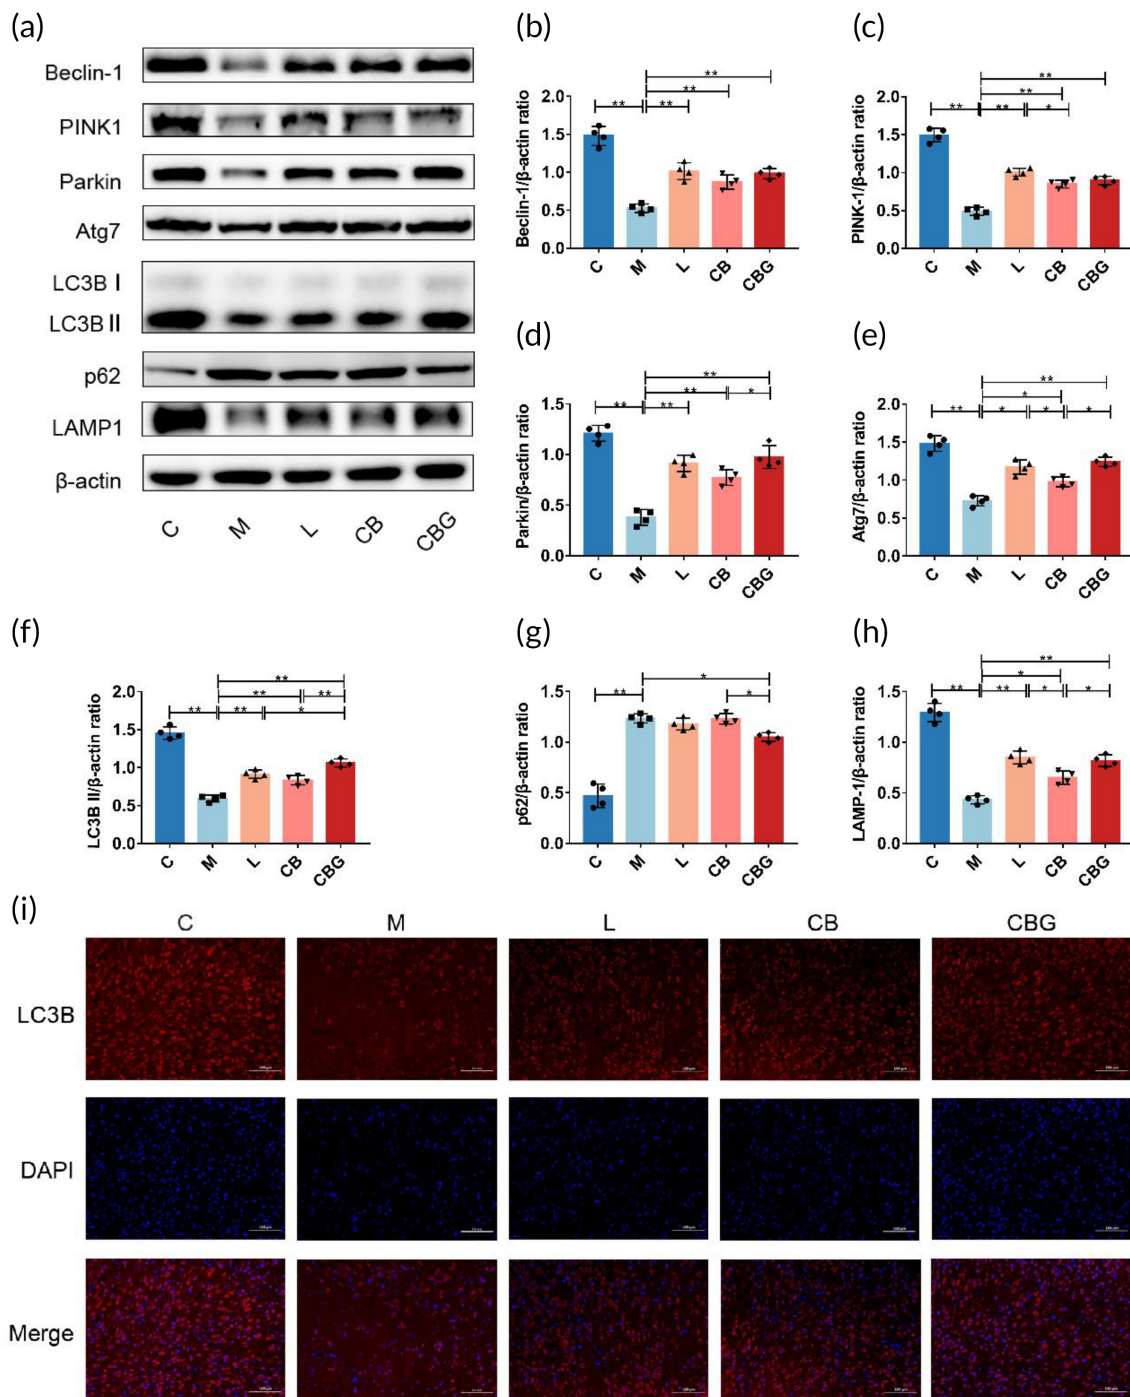 (a)
Beclin-1
PINK1
Parkin
Atg7
LC3B I
LC3B II
p62
LAMP1
β-actin
C M L CB CBG
(b)
** ** ** **
Beclin-1/β-actin ratio
2.0
1.5
1.0
0.5
0.0
C M L CB CBG
(c)
** ** ** ** *
PINK-1/β-actin ratio
2.0
1.5
1.0
0.5
0.0
C M L CB CBG
(d)
** ** * ** **
Parkin/β-actin ratio
1.5
1.0
0.5
0.0
C M L CB CBG
(e)
** * ** * * *
Atg7/β-actin ratio
2.0
1.5
1.0
0.5
0.0
C M L CB CBG
(f)
** ** ** ** ** *
LC3B II/β-actin ratio
2.0
1.5
1.0
0.5
0.0
C M L CB CBG
(g)
** * *
p62/β-actin ratio
1.5
1.0
0.5
0.0
C M L CB CBG
(h)
** * ** ** * *
LAMP-1/β-actin ratio
1.5
1.0
0.5
0.0
C M L CB CBG
(i)
C M L CB CBG
LC3B
100 μm
DAPI
100 μm
Merge
100 μm